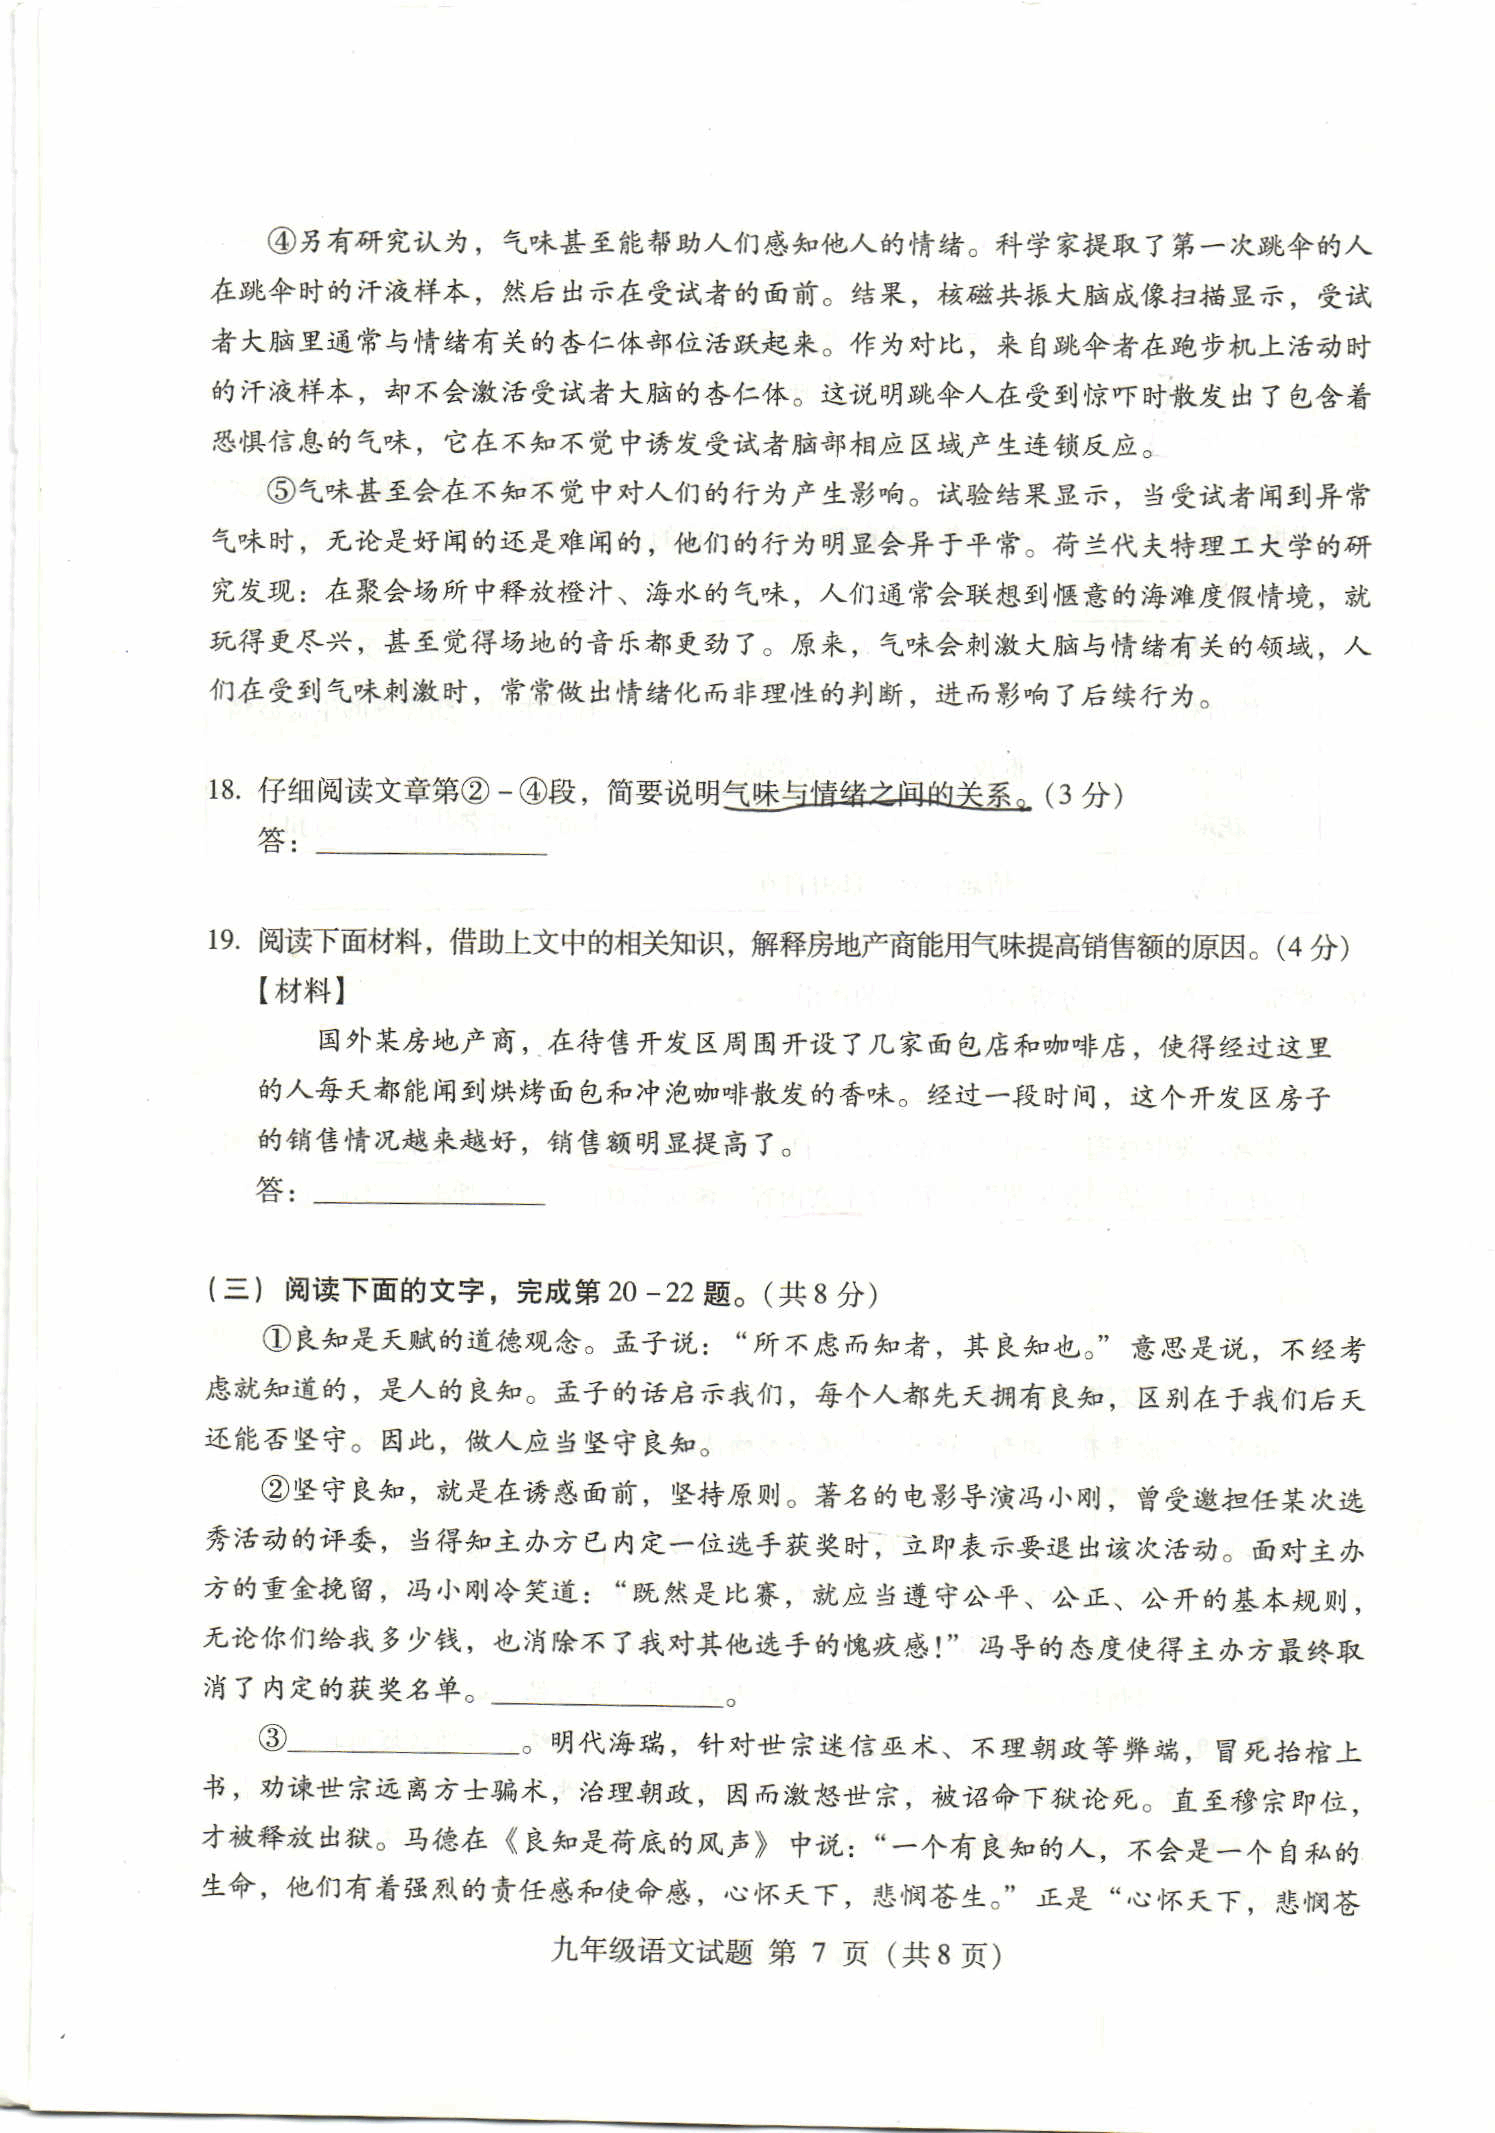 ④另有研究认为，气味甚至能帮助人们感知他人的情绪。科学家提取了第一次跳伞的人
在跳伞时的汗液样本，然后出示在受试者的面前。结果，核磁共振大脑成像扫描显示，受试
者大脑里通常与情绪有关的杏仁体部位活跃起来。作为对比，来自跳伞者在跑步机上活动时
的汗液样本，却不会激活受试者大脑的杏仁体。这说明跳伞人在受到惊吓时散发出了包含着
恐惧信息的气味，它在不知不觉中诱发受试者脑部相应区域产生连锁反应。
⑤气味甚至会在不知不觉中对人们的行为产生影响。试验结果显示，当受试者闻到异常
气味时，无论是好闻的还是难闻的，他们的行为明显会异于平常。荷兰代夫特理工大学的研
究发现：在聚会场所中释放橙汁、海水的气味，人们通常会联想到惬意的海滩度假情境，就
玩得更尽兴，甚至觉得场地的音乐都更劲了。原来，气味会刺激大脑与情绪有关的领域，人
们在受到气味刺激时，常常做出情绪化而非理性的判断，进而影响了后续行为。
18. 仔细阅读文章第②－④段，简要说明气味与情绪之间的关系。（3 分）
答：________________
19. 阅读下面材料，借助上文中的相关知识，解释房地产商能用气味提高销售额的原因。（4 分）
【材料】
国外某房地产商，在待售开发区周围开设了几家面包店和咖啡店，使得经过这里
的人每天都能闻到烘烤面包和冲泡咖啡散发的香味。经过一段时间，这个开发区房子
的销售情况越来越好，销售额明显提高了。
答：________________
（三）阅读下面的文字，完成第 20－22 题。（共 8 分）
①良知是天赋的道德观念。孟子说：“所不虑而知者，其良知也。”意思是说，不经考
虑就知道的，是人的良知。孟子的话启示我们，每个人都先天拥有良知，区别在于我们后天
还能否坚守。因此，做人应当坚守良知。
②坚守良知，就是在诱惑面前，坚持原则。著名的电影导演冯小刚，曾受邀担任某次选
秀活动的评委，当得知主办方已内定一位选手获奖时，立即表示要退出该次活动。面对主办
方的重金挽留，冯小刚冷笑道：“既然是比赛，就应当遵守公平、公正、公开的基本规则，
无论你们给我多少钱，也消除不了我对其他选手的愧疚感！”冯导的态度使得主办方最终取
消了内定的获奖名单。________________。
③________________。明代海瑞，针对世宗迷信巫术、不理朝政等弊端，冒死抬棺上
书，劝谏世宗远离方士骗术，治理朝政，因而激怒世宗，被诏命下狱论死。直至穆宗即位，
才被释放出狱。马德在《良知是荷底的风声》中说：“一个有良知的人，不会是一个自私的
生命，他们有着强烈的责任感和使命感，心怀天下，悲悯苍生。”正是“心怀天下，悲悯苍
九年级语文试题 第 7 页（共 8 页）